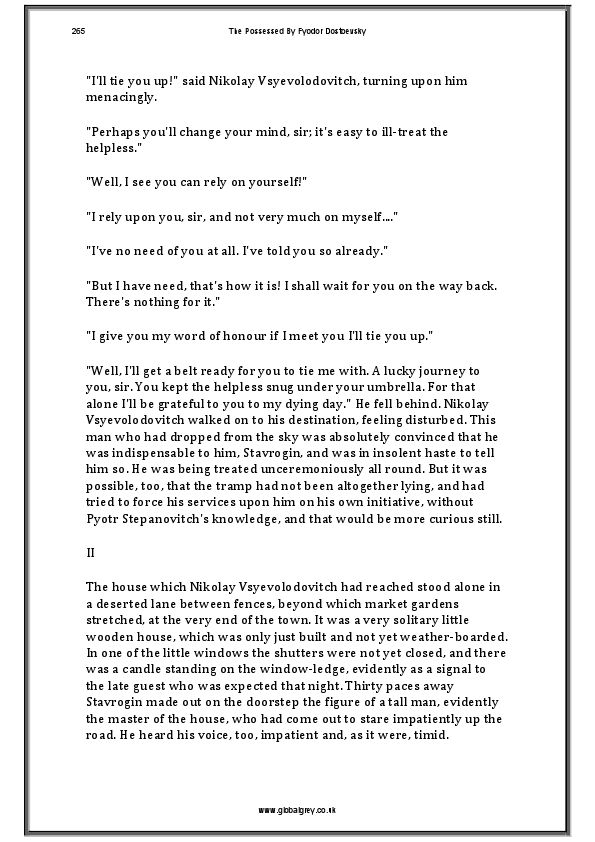 265
The Possessed By Fyodor Dostoevsky
"I'll tie you up!" said Nikolay Vsyevolodovitch, turning upon him
menacingly.
"Perhaps you'll change your mind, sir; it's easy to ill-treat the
helpless."
"Well, I see you can rely on yourself!"
"I rely upon you, sir, and not very much on myself...."
"I've no need of you at all. I've told you so already."
"But I have need, that's how it is! I shall wait for you on the way back.
There's nothing for it."
"I give you my word of honour if I meet you I'll tie you up."
"Well, I'll get a belt ready for you to tie me with. A lucky journey to
you, sir. You kept the helpless snug under your umbrella. For that
alone I'll be grateful to you to my dying day." He fell behind. Nikolay
Vsyevolodovitch walked on to his destination, feeling disturbed. This
man who had dropped from the sky was absolutely convinced that he
was indispensable to him, Stavrogin, and was in insolent haste to tell
him so. He was being treated unceremoniously all round. But it was
possible, too, that the tramp had not been altogether lying, and had
tried to force his services upon him on his own initiative, without
Pyotr Stepanovitch's knowledge, and that would be more curious still.
II
The house which Nikolay Vsyevolodovitch had reached stood alone in
a deserted lane between fences, beyond which market gardens
stretched, at the very end of the town. It was a very solitary little
wooden house, which was only just built and not yet weather-boarded.
In one of the little windows the shutters were not yet closed, and there
was a candle standing on the window-ledge, evidently as a signal to
the late guest who was expected that night. Thirty paces away
Stavrogin made out on the doorstep the figure of a tall man, evidently
the master of the house, who had come out to stare impatiently up the
road. He heard his voice, too, impatient and, as it were, timid.
www.globalgrey.co.uk